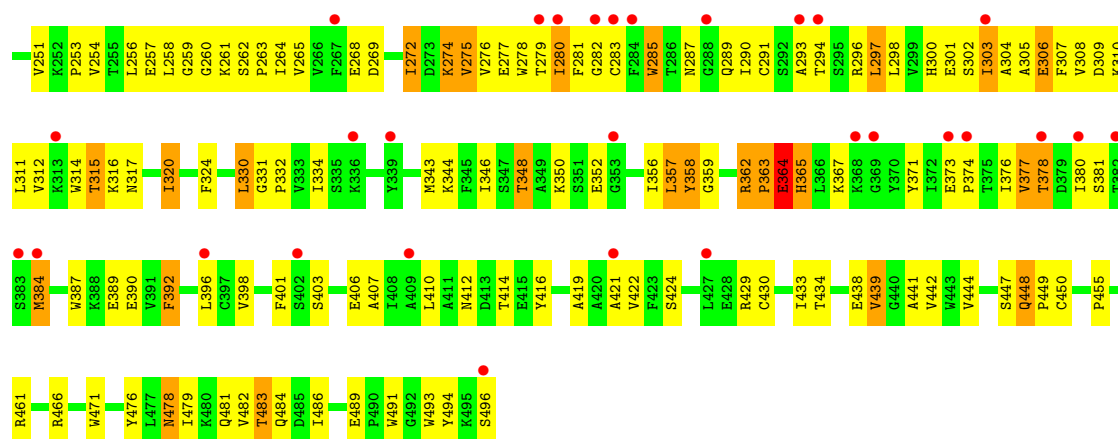 V251 K252 P253 V254 T255 L256 E257 L258 G259 G260 K261 S262 P263 I264 V265 V266 F267 E268 D269 I272 D273 K274 V275 V276 E277 W278 T279 I280 F281 G282 C283 F284 W285 T286 N287 G288 Q289 I290 C291 S292 A293 T294 S295 R296 L297 L298 V299 H300 E301 S302 I303 A304 A305 E306 F307 V308 D309 K310
L311 V312 K313 W314 T315 K316 N317 I320 F324 L330 G331 P332 V333 I334 S335 K336 Y339 M343 K344 F345 I346 S347 T348 A349 K350 S351 E352 G353 I356 L357 Y358 G359 R362 P363 E364 H365 L366 K367 K368 G369 Y370 Y371 I372 E373 P374 T375 I376 V377 T378 D379 I380 S381 T382
S383 M384 W387 K388 E389 E390 V391 F392 L396 C397 V398 F401 S402 S403 E406 A407 I408 A409 L410 A411 N412 D413 T414 E415 Y416 A419 A420 A421 V422 F423 S424 L427 E428 R429 C430 I433 T434 E438 V439 G440 A441 V442 W443 V444 S447 Q448 P449 C450 P455
R461 R466 W471 Y476 L477 N478 I479 K480 Q481 V482 T483 Q484 D485 I486 E489 P490 W491 G492 W493 Y494 K495 S496